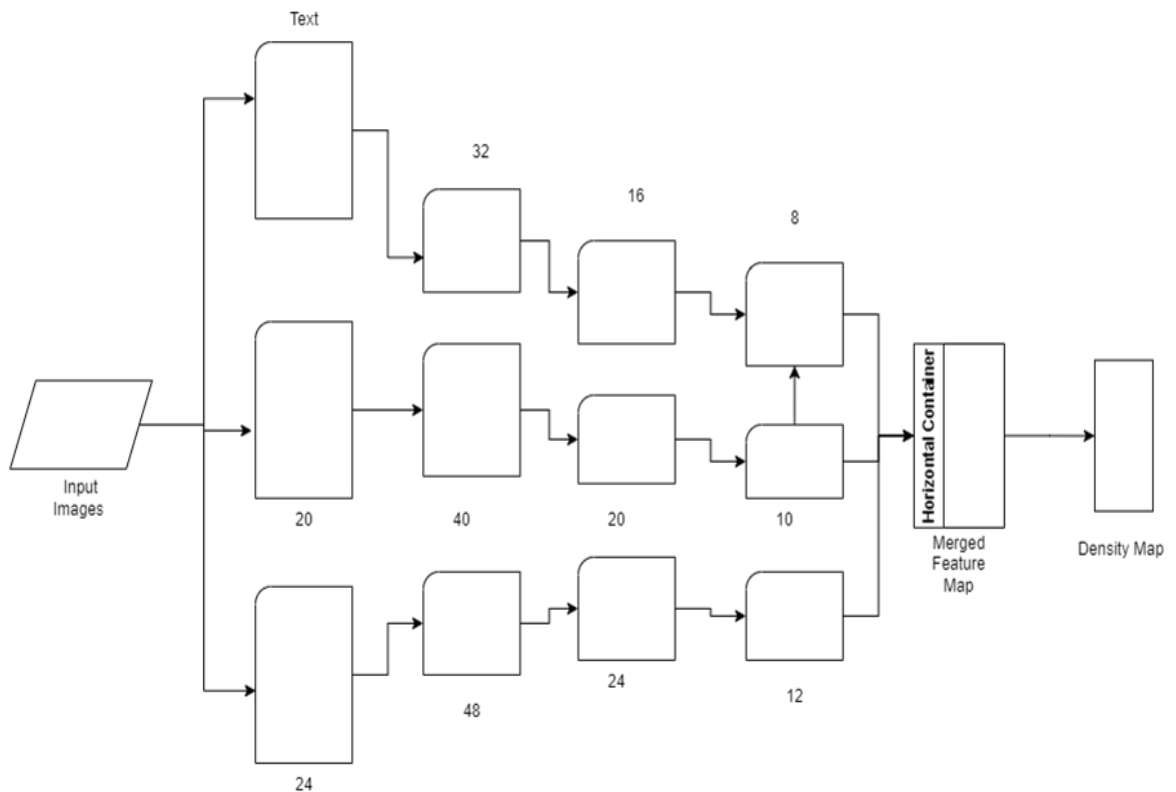 Text
32
16
8
Input
Images
20
40
20
10
Horizontal Container
Merged
Feature
Map
Density Map
24
48
24
12